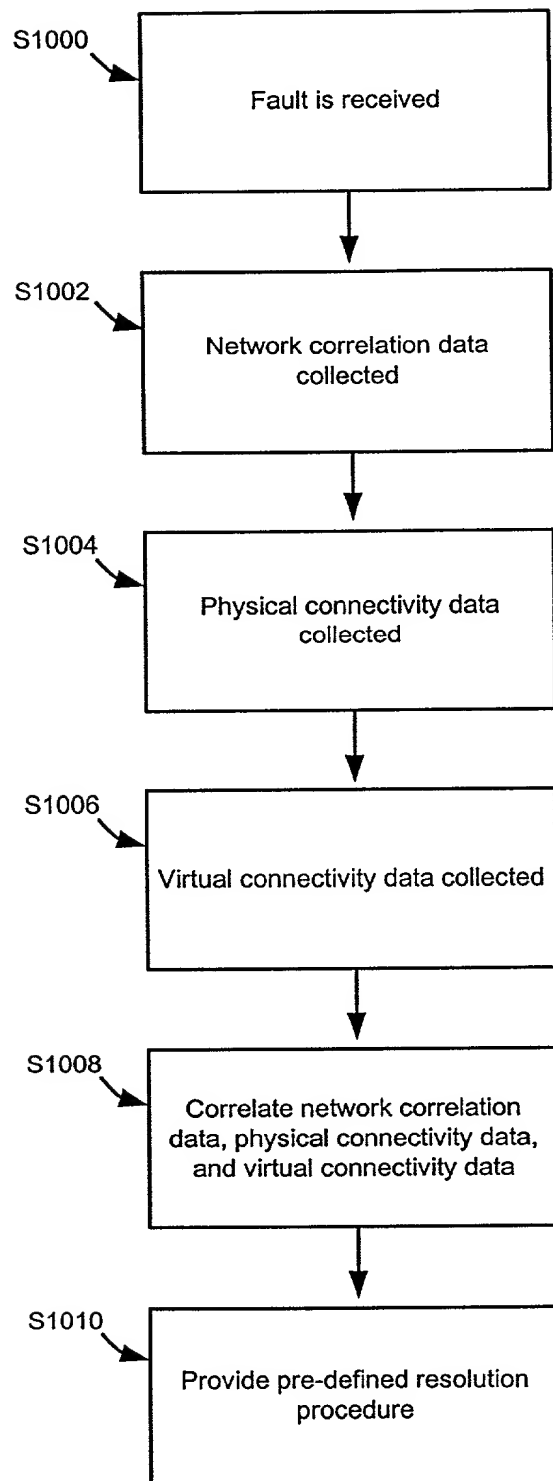 S1000
Fault is received
S1002
Network correlation data
collected
S1004
Physical connectivity data
collected
S1006
Virtual connectivity data collected
S1008
Correlate network correlation
data, physical connectivity data,
and virtual connectivity data
S1010
Provide pre-defined resolution
procedure